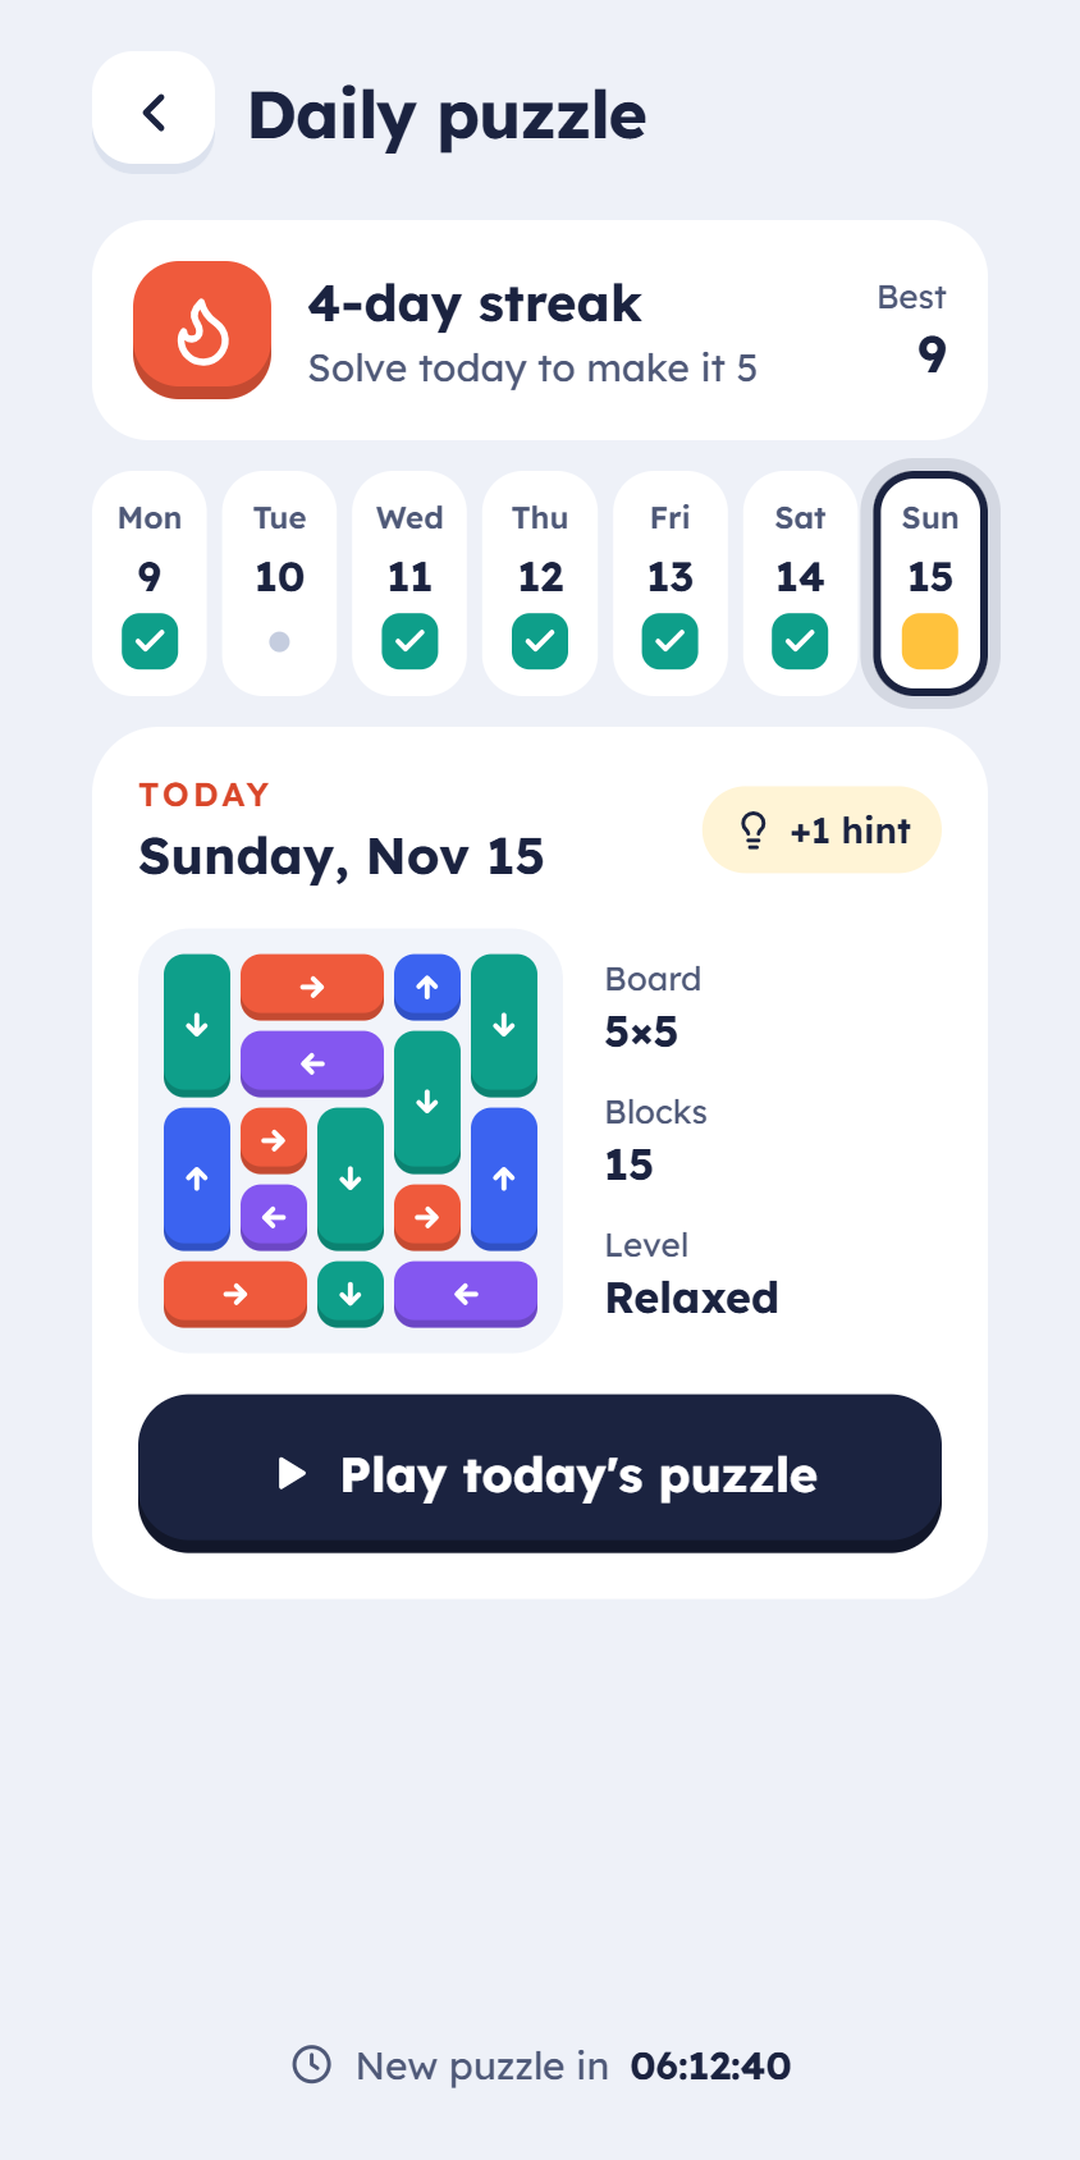 Daily puzzle
4-day streak
Solve today to make it 5
Best
9
Mon Tue Wed Thu Fri Sat Sun
9 10 11 12 13 14 15
TODAY
Sunday, Nov 15
+1 hint
Board
5×5
Blocks
15
Level
Relaxed
Play today's puzzle
New puzzle in 06:12:40